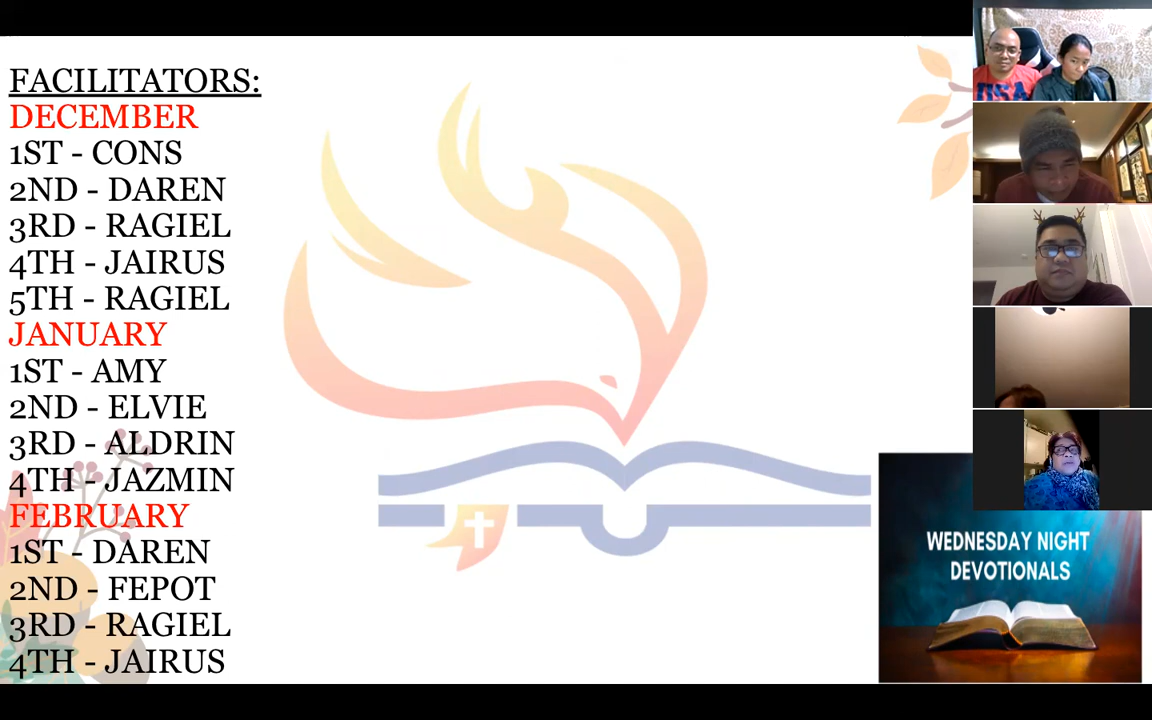 FACILITATORS:
DECEMBER
1ST - CONS
2ND - DAREN
3RD - RAGIEL
4TH - JAIRUS
5TH - RAGIEL
JANUARY
1ST - AMY
2ND - ELVIE
3RD - ALDRIN
4TH - JAZMIN
FEBRUARY
1ST - DAREN
2ND - FEPOT
3RD - RAGIEL
4TH - JAIRUS
WEDNESDAY NIGHT
DEVOTIONALS
USA